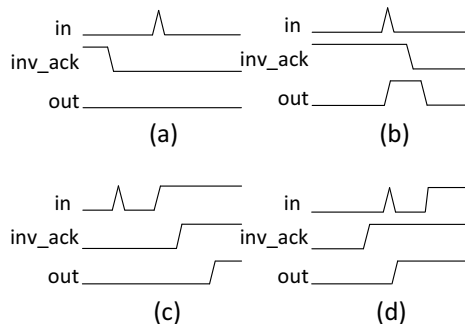 in
inv_ack
out
(a)
in
inv_ack
out
(b)
in
inv_ack
out
(c)
in
inv_ack
out
(d)